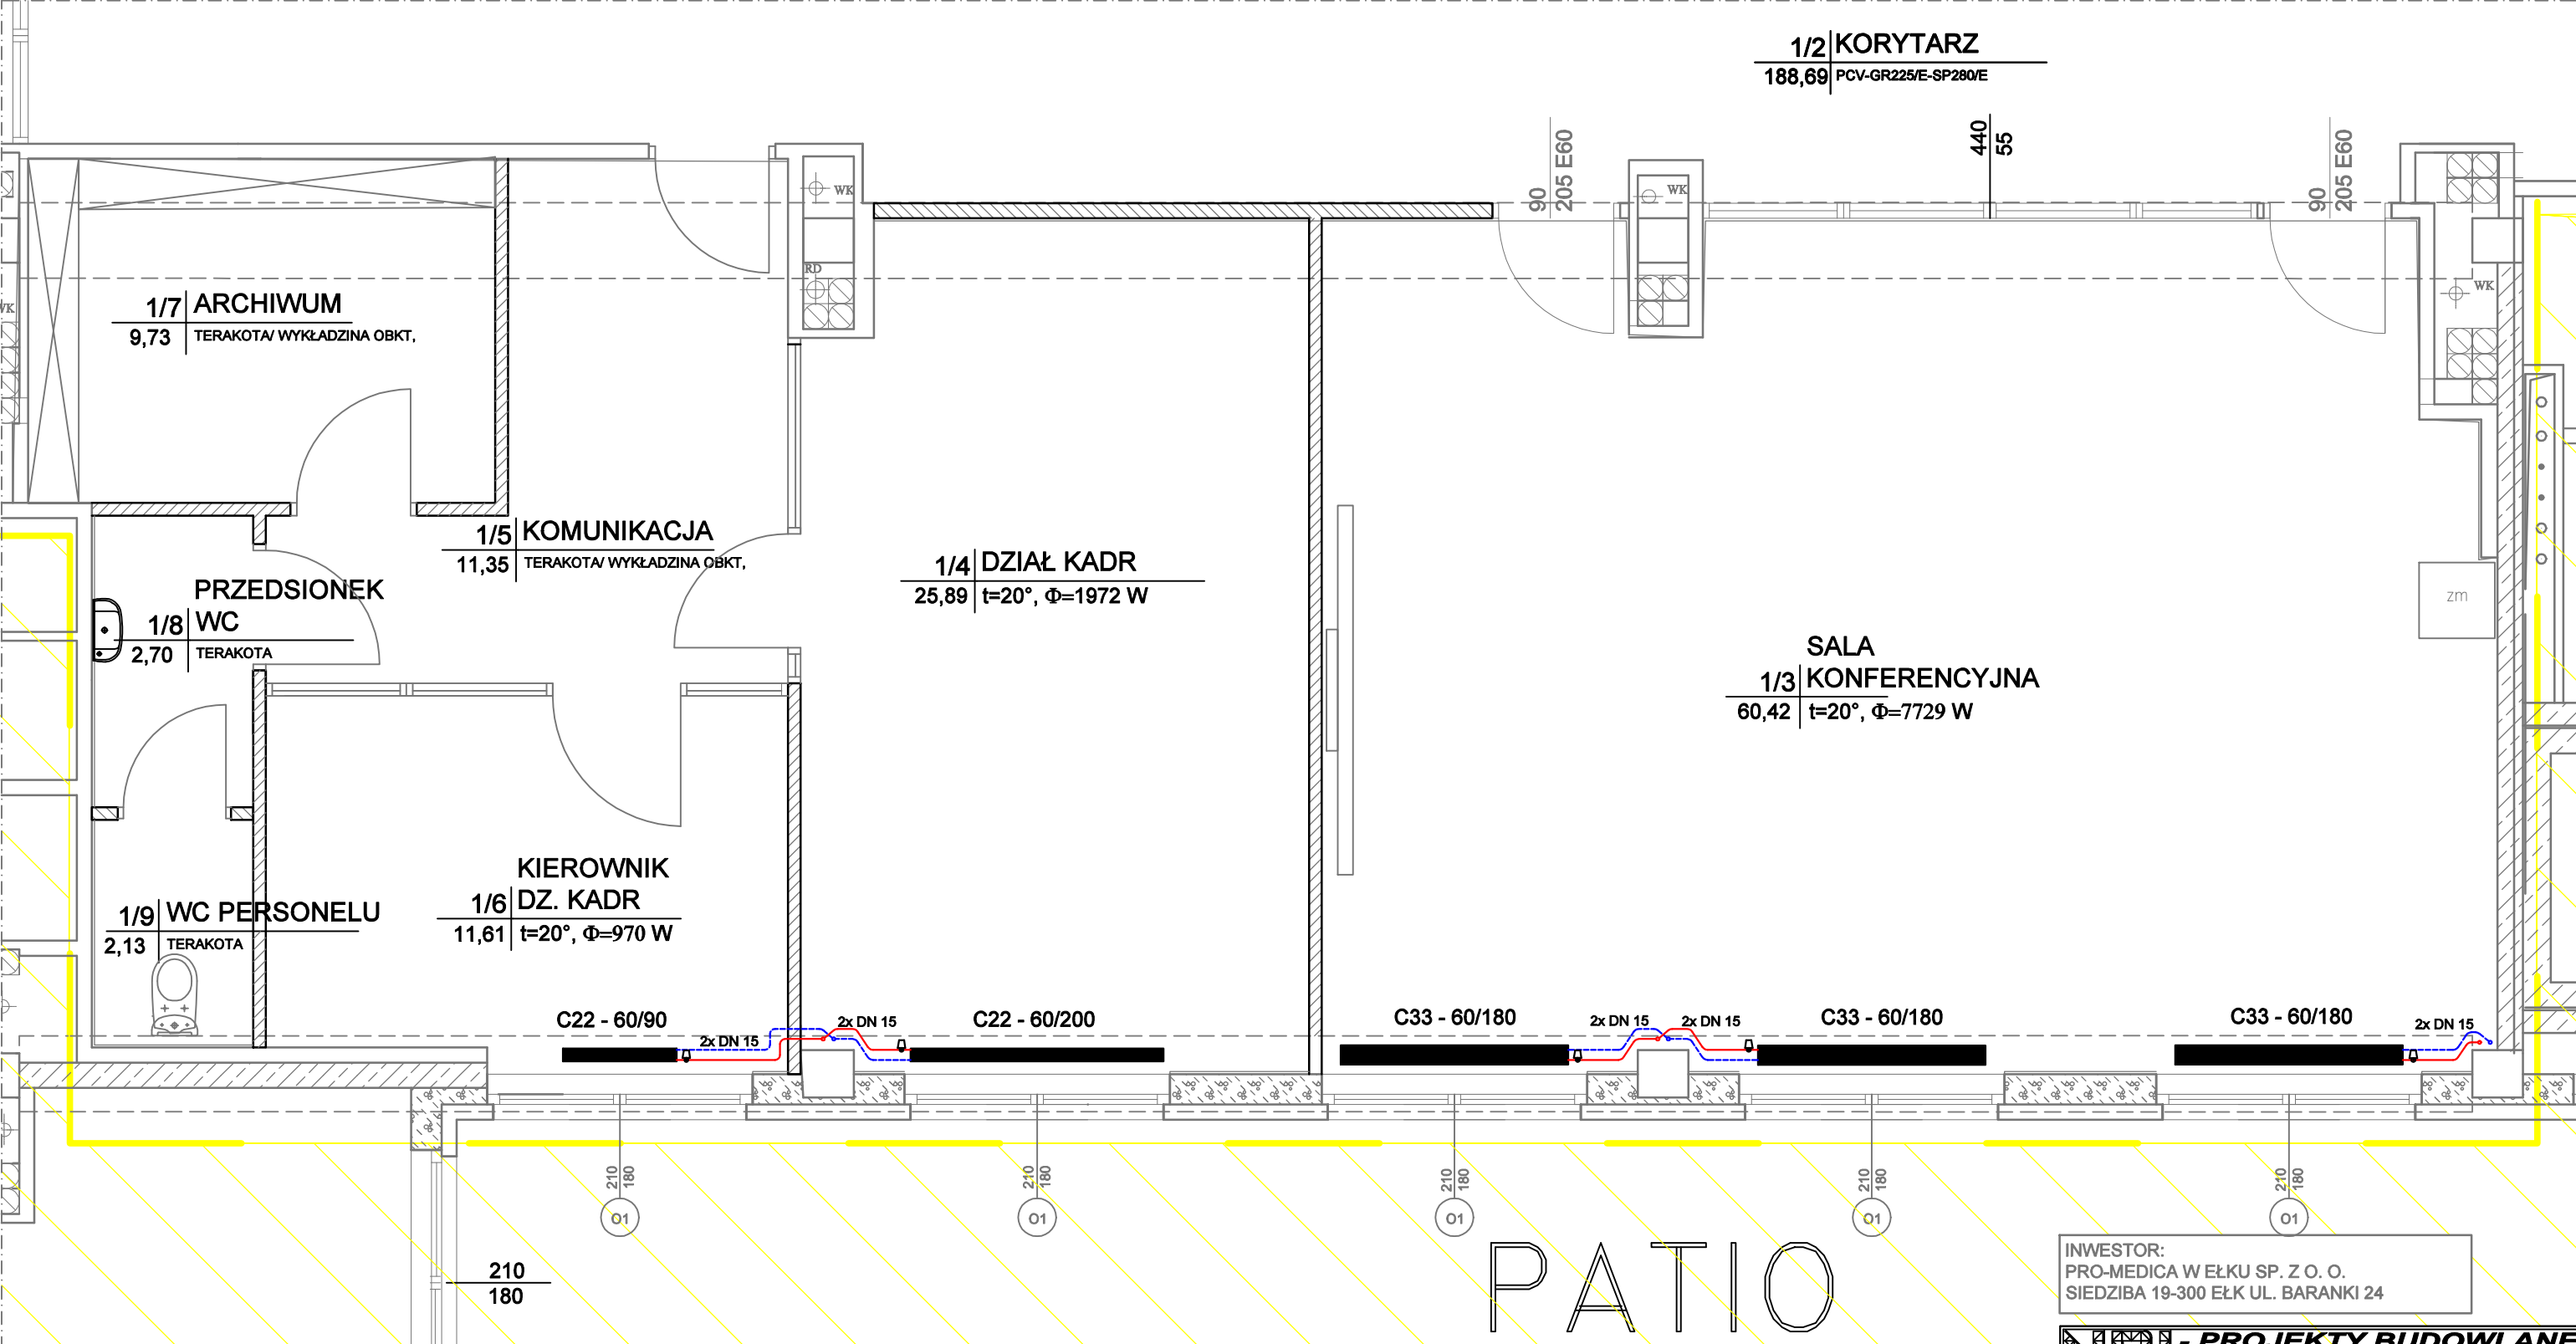 1/2 KORYTARZ
188,69 PCV-GR225/E-SP280/E
90
205 E60
440
55
90
205 E60
WK
WK
RD
WK
WK
1/7 ARCHIWUM
9,73 TERAKOTA/ WYKŁADZINA OBKT,
1/5 KOMUNIKACJA
11,35 TERAKOTA/ WYKŁADZINA OBKT,
PRZEDSIONEK
1/8 WC
2,70 TERAKOTA
1/4 DZIAŁ KADR
25,89 t=20°, Φ=1972 W
zm
SALA
1/3 KONFERENCYJNA
60,42 t=20°, Φ=7729 W
KIEROWNIK
1/6 DZ. KADR
11,61 t=20°, Φ=970 W
1/9 WC PERSONELU
2,13 TERAKOTA
C22 - 60/90
2x DN 15
2x DN 15
C22 - 60/200
C33 - 60/180
2x DN 15
2x DN 15
C33 - 60/180
C33 - 60/180
2x DN 15
210
180
210
180
210
180
210
180
210
180
O1
O1
O1
O1
O1
210
180
PATIO
INWESTOR:
PRO-MEDICA W EŁKU SP. Z O. O.
SIEDZIBA 19-300 EŁK UL. BARANKI 24
- PROJEKTY BUDOWLANE